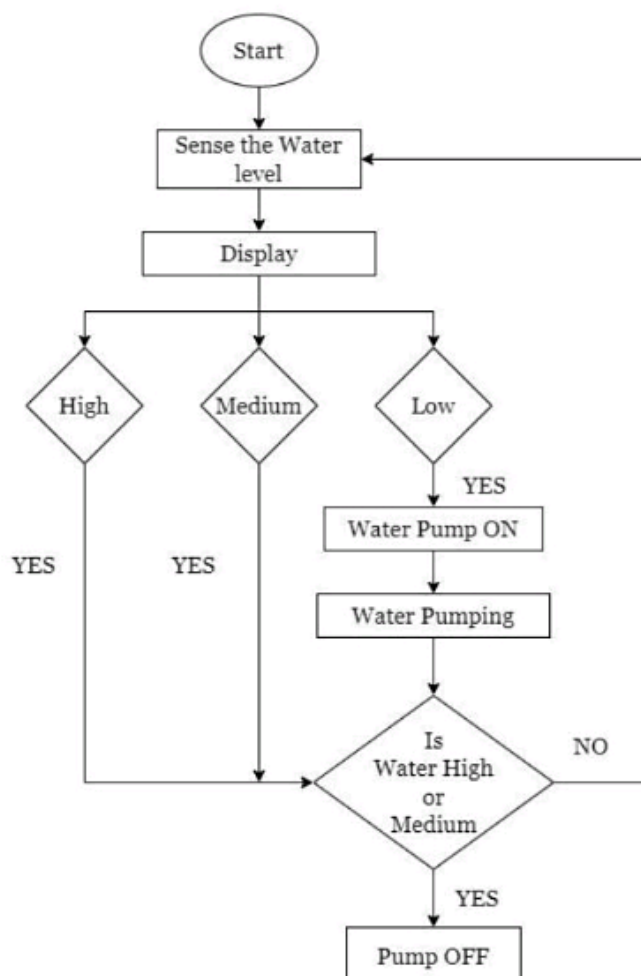 Start
Sense the Water
level
Display
High
Medium
Low
YES
Water Pump ON
YES
YES
Water Pumping
Is
Water High
or
Medium
NO
YES
Pump OFF